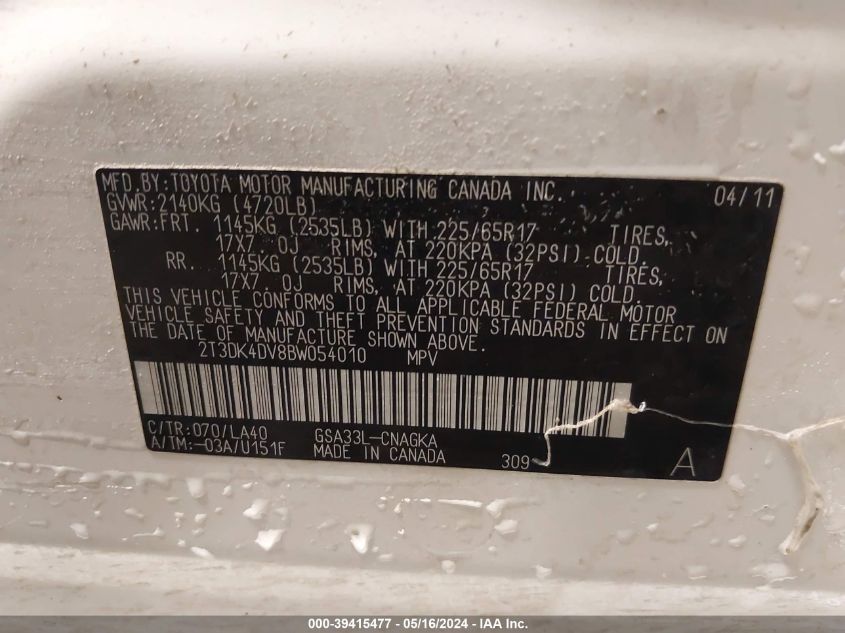 MFD.BY:TOYOTA MOTOR MANUFACTURING CANADA INC. 04/11
GVWR:2140KG (4720LB)
GAWR:FRT. 1145KG (2535LB) WITH 225/65R17 TIRES,
17X7 0J RIMS, AT 220KPA (32PSI) COLD.
RR. 1145KG (2535LB) WITH 225/65R17 TIRES,
17X7 0J RIMS, AT 220KPA (32PSI) COLD.
THIS VEHICLE CONFORMS TO ALL APPLICABLE FEDERAL MOTOR
VEHICLE SAFETY AND THEFT PREVENTION STANDARDS IN EFFECT ON
THE DATE OF MANUFACTURE SHOWN ABOVE.
2T3DK4DV8BW054010 MPV
C/TR:070/LA40 GSA33L-CNAGKA
A/TM:-03A/U151F MADE IN CANADA 309 A
000-39415477 - 05/16/2024 - IAA Inc.